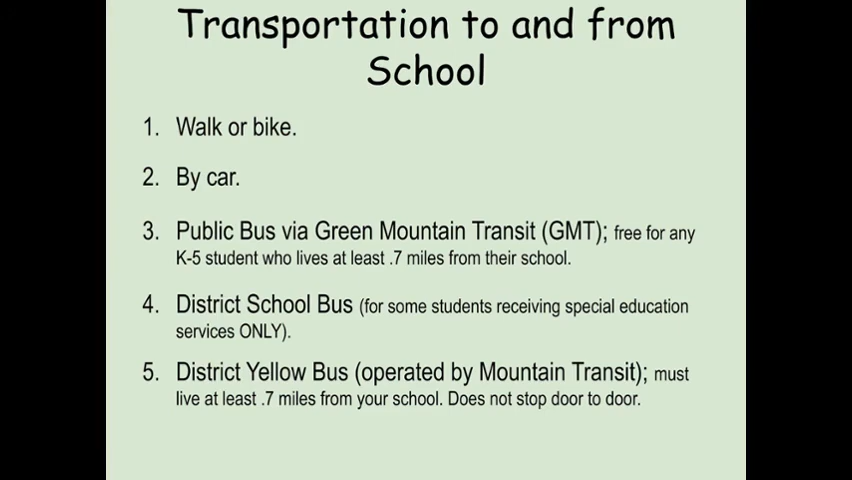 Transportation to and from
School
1. Walk or bike.
2. By car.
3. Public Bus via Green Mountain Transit (GMT); free for any
K-5 student who lives at least .7 miles from their school.
4. District School Bus (for some students receiving special education
services ONLY).
5. District Yellow Bus (operated by Mountain Transit); must
live at least .7 miles from your school. Does not stop door to door.